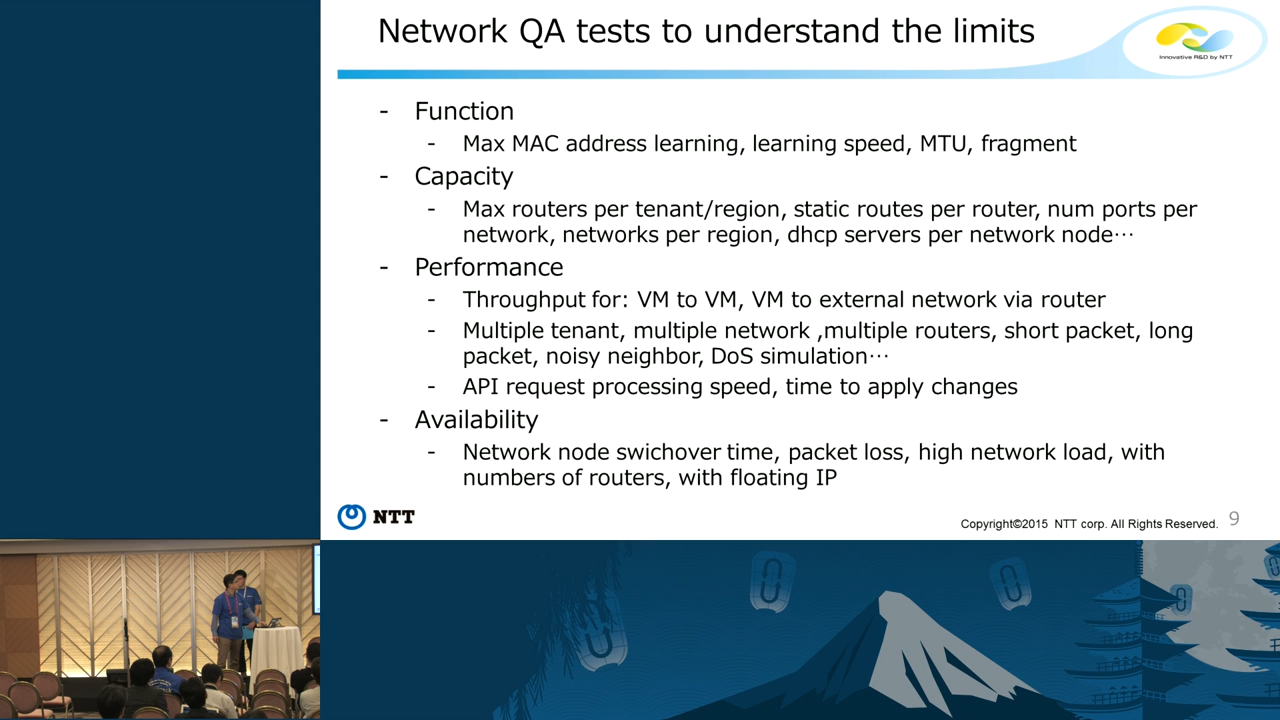 Network QA tests to understand the limits
Innovative R&D by NTT
- Function
- Max MAC address learning, learning speed, MTU, fragment
- Capacity
- Max routers per tenant/region, static routes per router, num ports per
network, networks per region, dhcp servers per network node…
- Performance
- Throughput for: VM to VM, VM to external network via router
- Multiple tenant, multiple network ,multiple routers, short packet, long
packet, noisy neighbor, DoS simulation…
- API request processing speed, time to apply changes
- Availability
- Network node swichover time, packet loss, high network load, with
numbers of routers, with floating IP
NTT
Copyright©2015 NTT corp. All Rights Reserved.
9